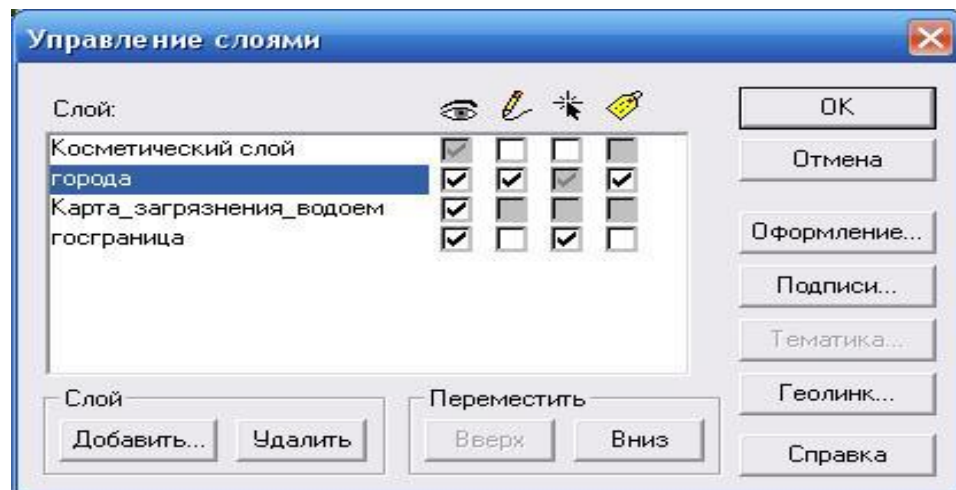 Управление слоями
Слой:
OK
Косметический слой
города
Отмена
Карта_загрязнения_водоем
госграница
Оформление...
Подписи...
Тематика...
Слой
Переместить
Геолинк...
Добавить...
Удалить
Вверх
Вниз
Справка